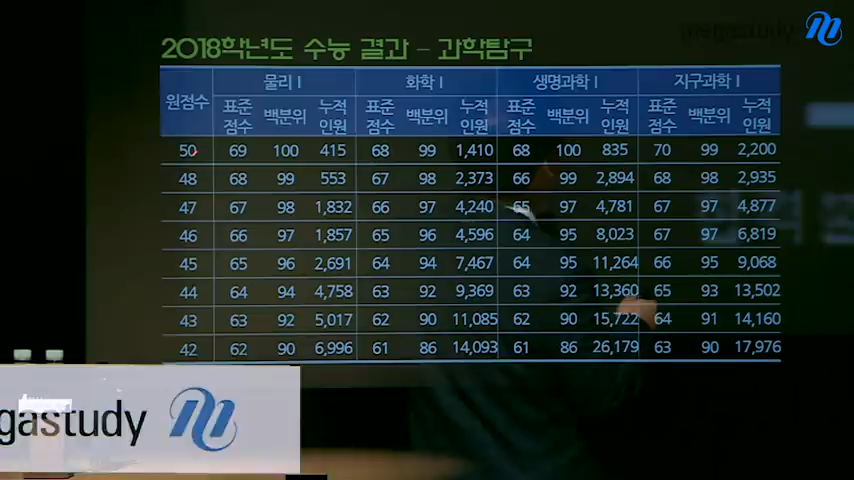 2018학년도 수능 결과 – 과학탐구
원점수 물리 I 화학 I 생명과학 I 지구과학 I
표준점수 백분위 누적인원 표준점수 백분위 누적인원 표준점수 백분위 누적인원 표준점수 백분위 누적인원
50 69 100 415 68 99 1,410 68 100 835 70 99 2,200
48 68 99 553 67 98 2,373 66 99 2,894 68 98 2,935
47 67 98 1,832 66 97 4,240 65 97 4,781 67 97 4,877
46 66 97 1,857 65 96 4,596 64 95 8,023 67 97 6,819
45 65 96 2,691 64 94 7,467 64 95 11,264 66 95 9,068
44 64 94 4,758 63 92 9,369 63 92 13,360 65 93 13,502
43 63 92 5,017 62 90 11,085 62 90 15,722 64 91 14,160
42 62 90 6,996 61 86 14,093 61 86 26,179 63 90 17,976
gastudy